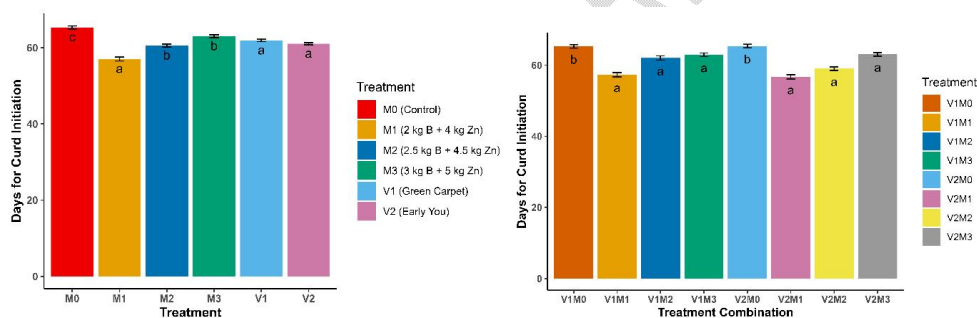 Days for Curd Initiation
60
40
20
0
c
a
b
b
a
a
M0 M1 M2 M3 V1 V2
Treatment
Treatment
M0 (Control)
M1 (2 kg B + 4 kg Zn)
M2 (2.5 kg B + 4.5 kg Zn)
M3 (3 kg B + 5 kg Zn)
V1 (Green Carpet)
V2 (Early You)
Days for Curd Initiation
60
40
20
0
b
a
a
a
b
a
a
a
V1M0 V1M1 V1M2 V1M3 V2M0 V2M1 V2M2 V2M3
Treatment Combination
Treatment
V1M0
V1M1
V1M2
V1M3
V2M0
V2M1
V2M2
V2M3